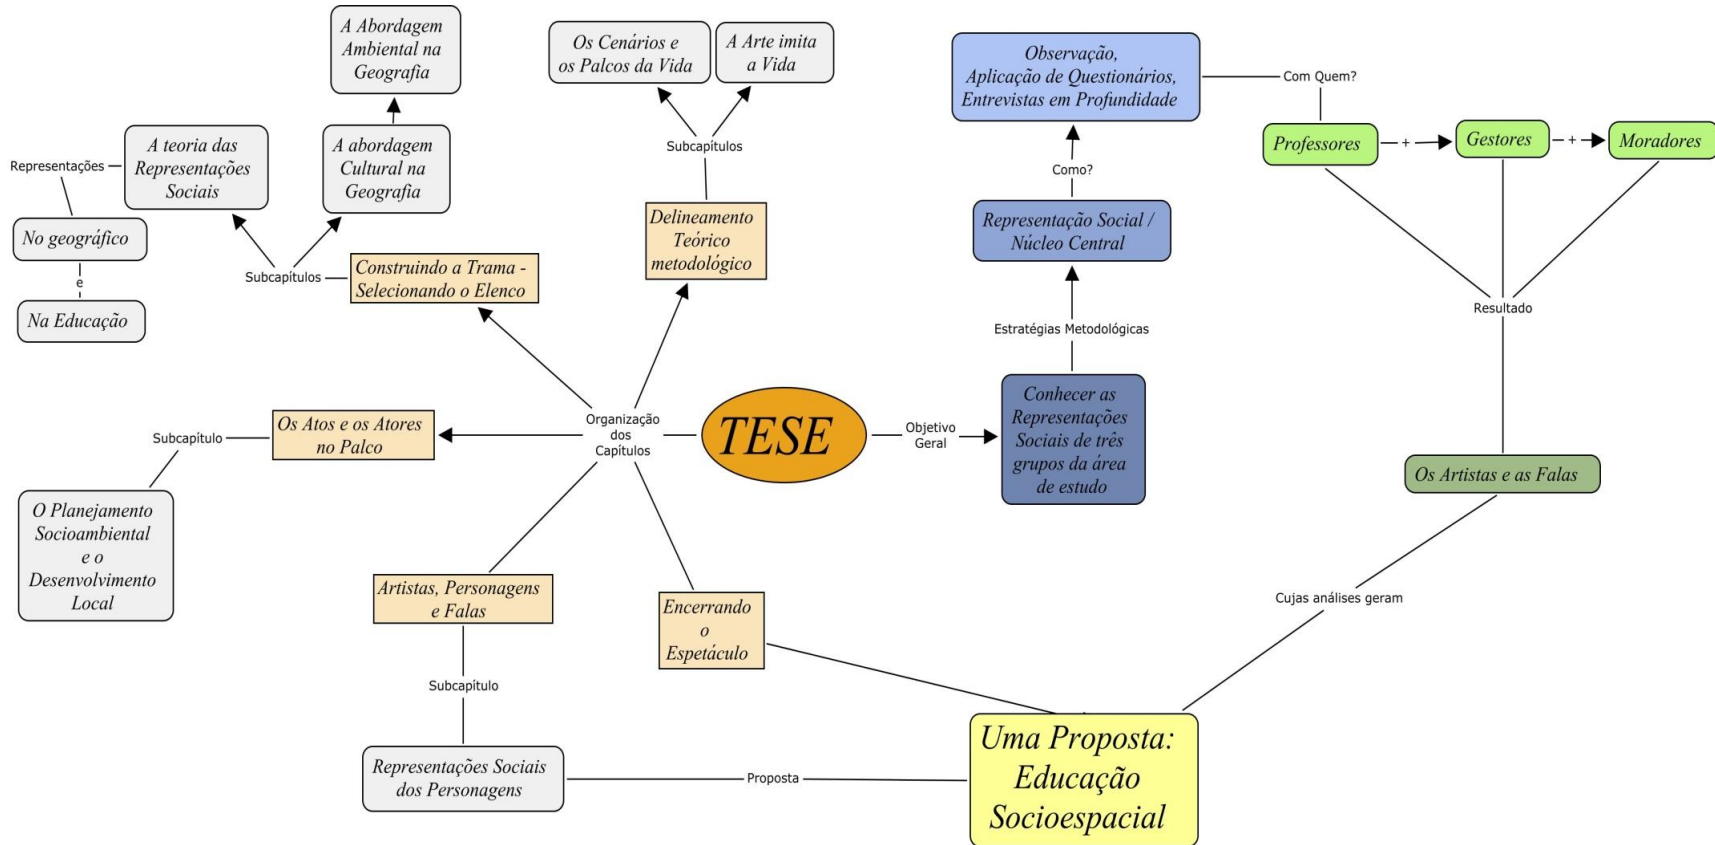 A Abordagem
Ambiental na
Geografia
Os Cenários e
os Palcos da Vida
A Arte imita
a Vida
Observação,
Aplicação de Questionários,
Entrevistas em Profundidade
Com Quem?
Professores
+
Gestores
+
Moradores
Representações
A teoria das
Representações
Sociais
A abordagem
Cultural na
Geografia
Subcapítulos
Como?
No geográfico
e
Na Educação
Subcapítulos
Construindo a Trama -
Selecionando o Elenco
Delineamento
Teórico
metodológico
Representação Social /
Núcleo Central
Estratégias Metodológicas
Resultado
Subcapítulo
Os Atos e os Atores
no Palco
Organização
dos
Capítulos
TESE
Objetivo
Geral
Conhecer as
Representações
Sociais de três
grupos da área
de estudo
Os Artistas e as Falas
O Planejamento
Socioambiental
e o
Desenvolvimento
Local
Artistas, Personagens
e Falas
Encerrando
o
Espetáculo
Cujas análises geram
Subcapítulo
Representações Sociais
dos Personagens
Proposta
Uma Proposta:
Educação
Socioespacial